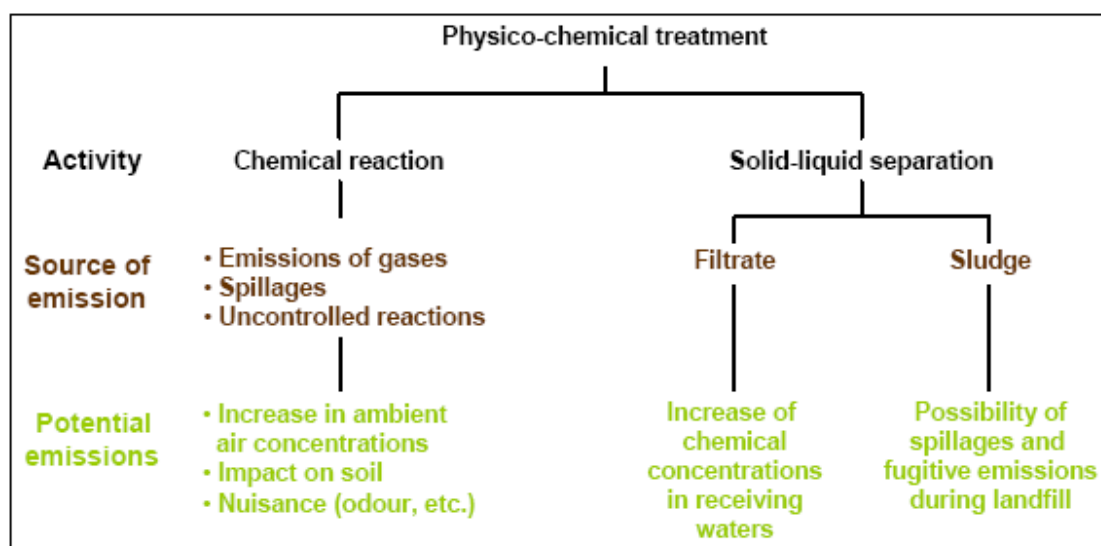 Physico-chemical treatment
Activity
Chemical reaction
Solid-liquid separation
Source of
emission
• Emissions of gases
• Spillages
• Uncontrolled reactions
Filtrate
Sludge
Potential
emissions
• Increase in ambient
air concentrations
• Impact on soil
• Nuisance (odour, etc.)
Increase of
chemical
concentrations
in receiving
waters
Possibility of
spillages and
fugitive emissions
during landfill